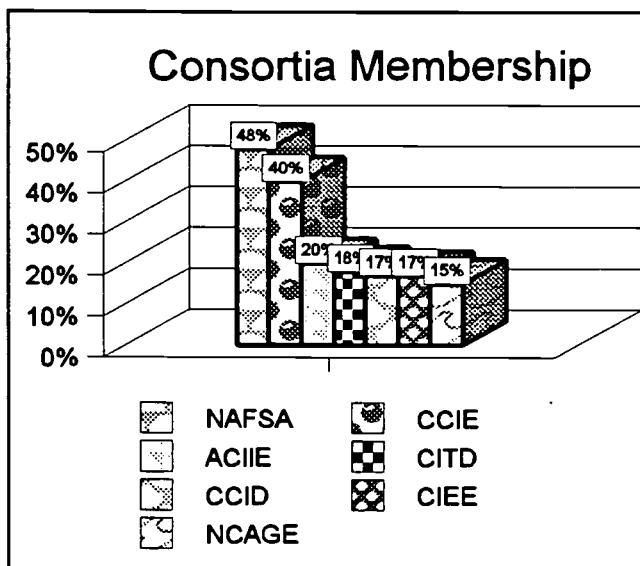 Consortia Membership
48%
50%
40%
40%
30%
20%
18%
17%
17%
15%
20%
10%
0%
NAFSA CCIE
ACIIE CITD
CCID CIEE
NCAGE